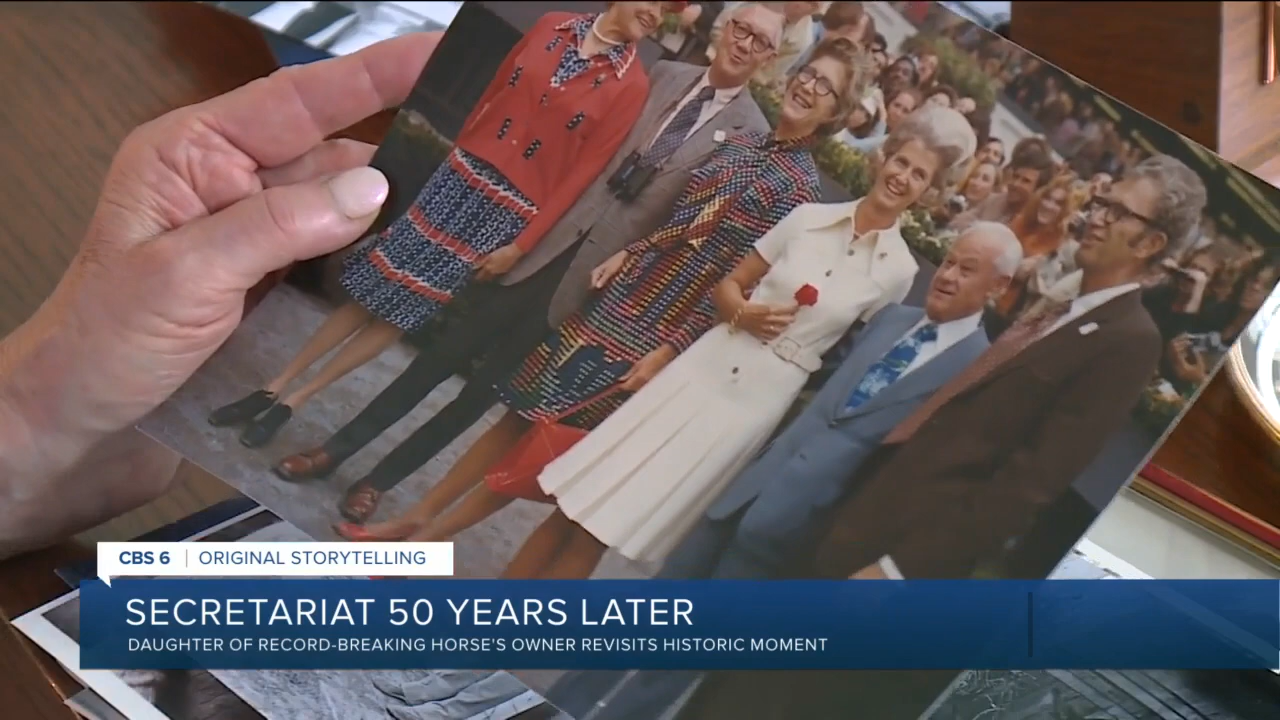 CBS 6 | ORIGINAL STORYTELLING
SECRETARIAT 50 YEARS LATER
DAUGHTER OF RECORD-BREAKING HORSE'S OWNER REVISITS HISTORIC MOMENT